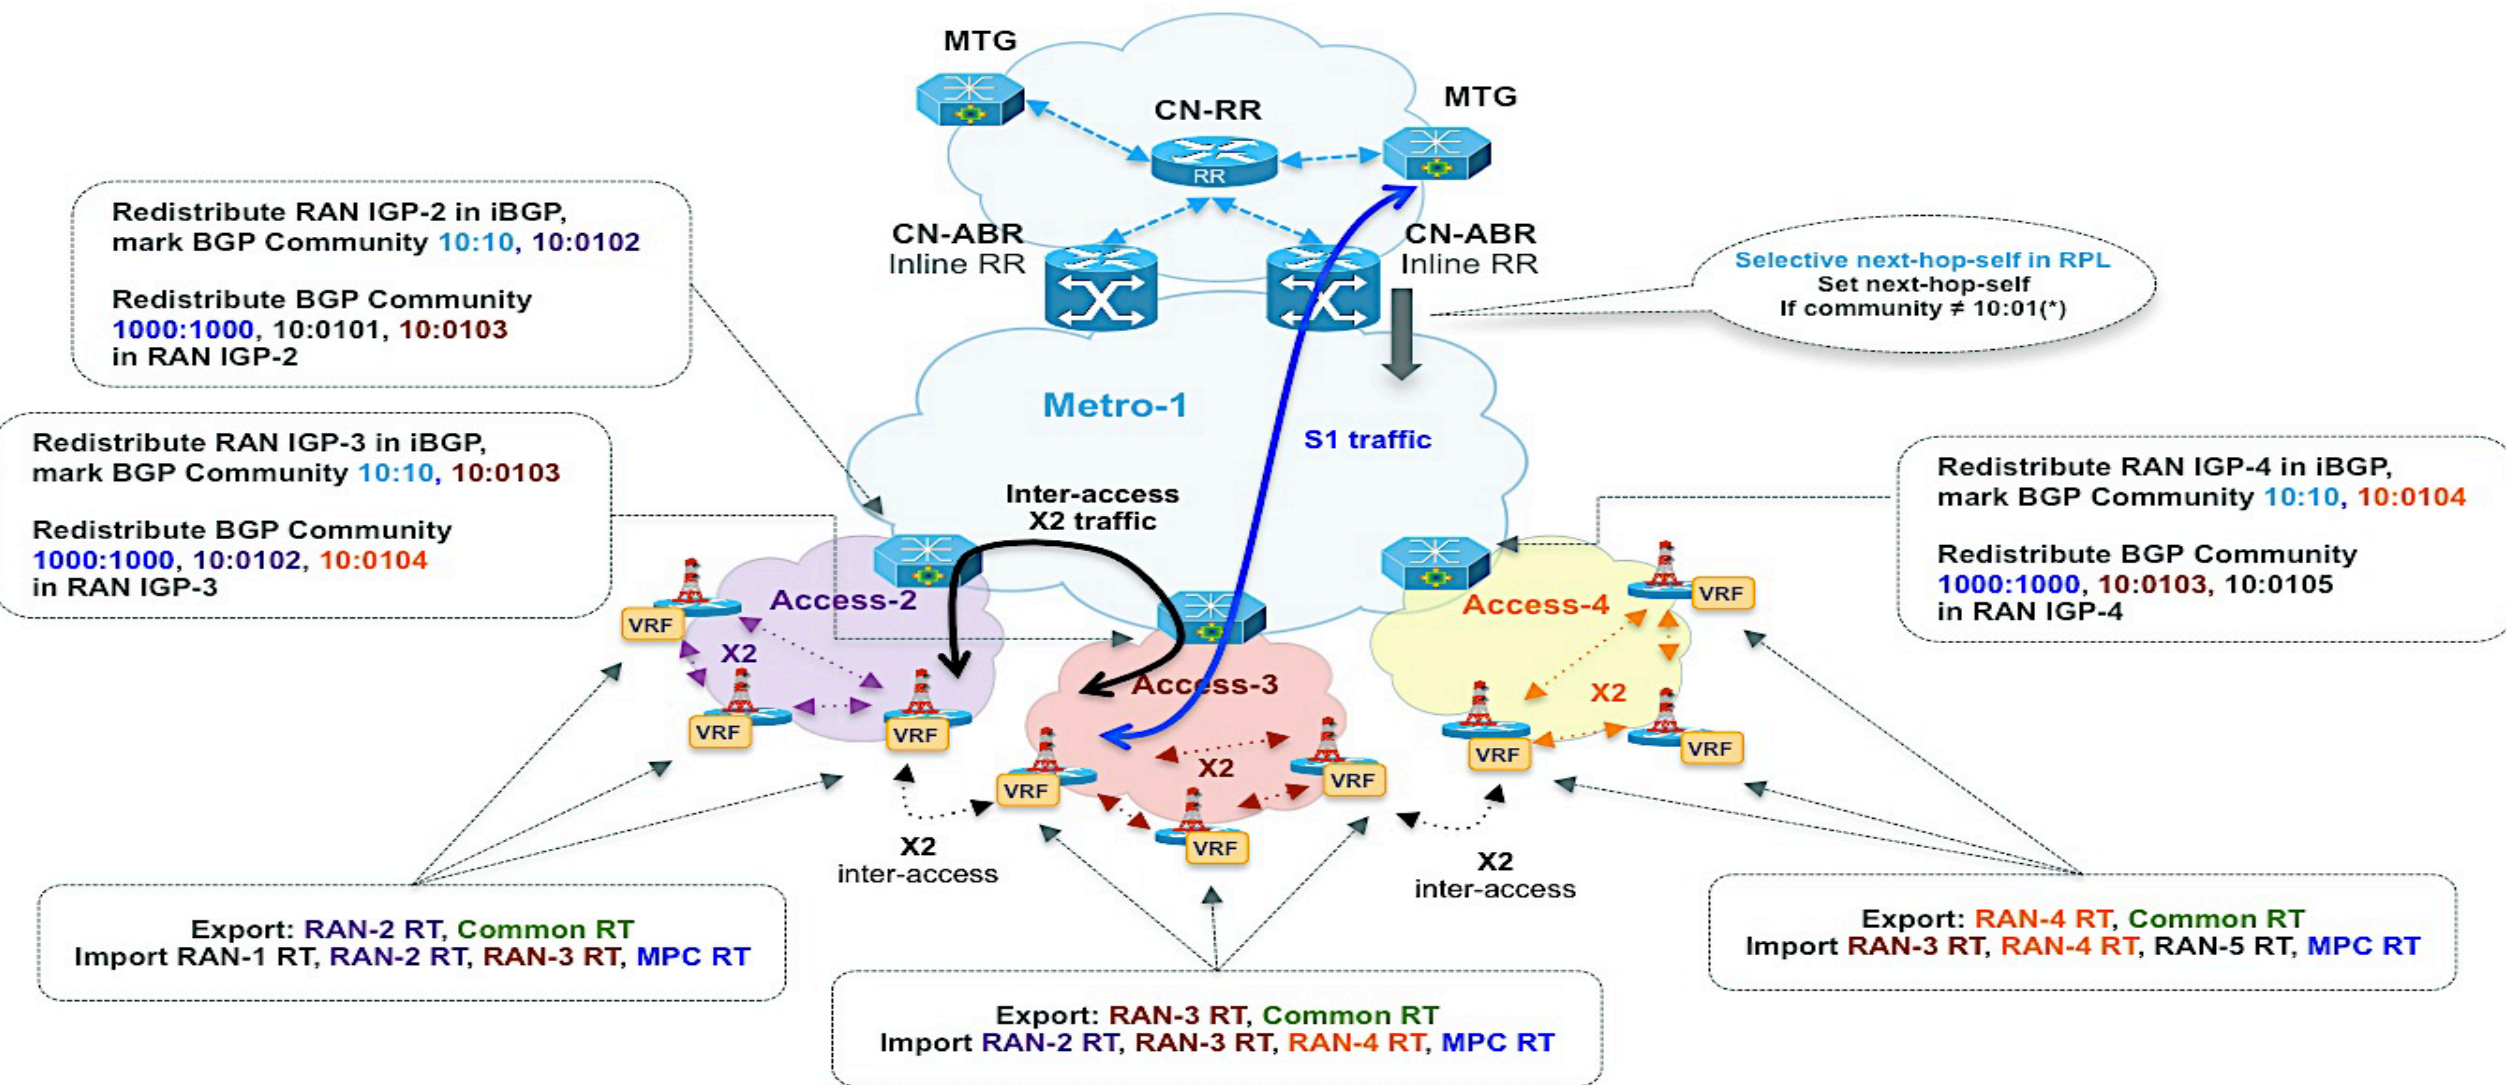 MTG
MTG
CN-RR
RR
CN-ABR
Inline RR
CN-ABR
Inline RR
Redistribute RAN IGP-2 in iBGP,
mark BGP Community 10:10, 10:0102
Redistribute BGP Community
1000:1000, 10:0101, 10:0103
in RAN IGP-2
Selective next-hop-self in RPL
Set next-hop-self
If community ≠ 10:01(*)
Metro-1
S1 traffic
Redistribute RAN IGP-3 in iBGP,
mark BGP Community 10:10, 10:0103
Redistribute BGP Community
1000:1000, 10:0102, 10:0104
in RAN IGP-3
Inter-access
X2 traffic
Redistribute RAN IGP-4 in iBGP,
mark BGP Community 10:10, 10:0104
Redistribute BGP Community
1000:1000, 10:0103, 10:0105
in RAN IGP-4
Access-2
VRF
X2
VRF
VRF
Access-3
VRF
X2
VRF
VRF
Access-4
VRF
X2
VRF
VRF
X2
inter-access
X2
inter-access
Export: RAN-2 RT, Common RT
Import RAN-1 RT, RAN-2 RT, RAN-3 RT, MPC RT
Export: RAN-3 RT, Common RT
Import RAN-2 RT, RAN-3 RT, RAN-4 RT, MPC RT
Export: RAN-4 RT, Common RT
Import RAN-3 RT, RAN-4 RT, RAN-5 RT, MPC RT